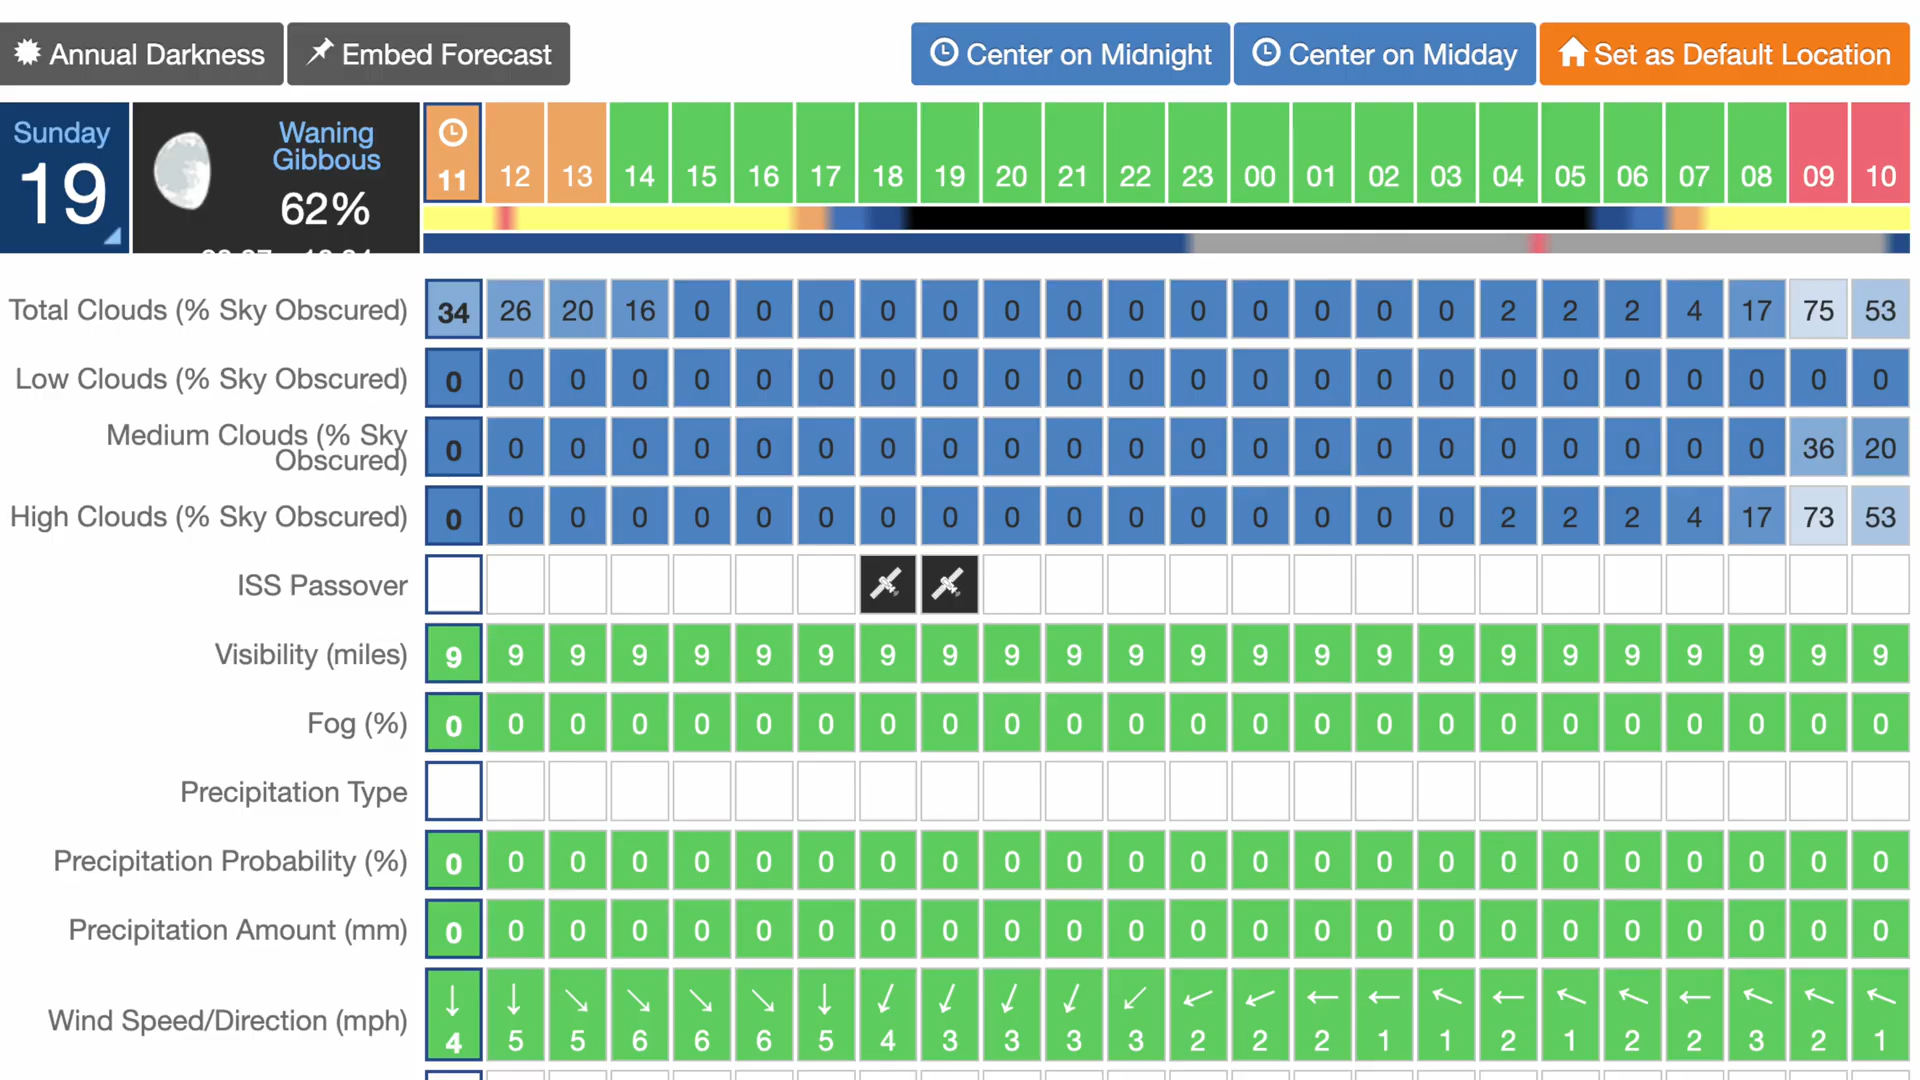 Annual Darkness Embed Forecast Center on Midnight Center on Midday Set as Default Location
Sunday
19
Waning
Gibbous
62%
11 12 13 14 15 16 17 18 19 20 21 22 23 00 01 02 03 04 05 06 07 08 09 10
Total Clouds (% Sky Obscured) 34 26 20 16 0 0 0 0 0 0 0 0 0 0 0 0 0 2 2 2 4 17 75 53
Low Clouds (% Sky Obscured) 0 0 0 0 0 0 0 0 0 0 0 0 0 0 0 0 0 0 0 0 0 0 0 0
Medium Clouds (% Sky
Obscured) 0 0 0 0 0 0 0 0 0 0 0 0 0 0 0 0 0 0 0 0 0 0 36 20
High Clouds (% Sky Obscured) 0 0 0 0 0 0 0 0 0 0 0 0 0 0 0 0 0 2 2 2 4 17 73 53
ISS Passover
Visibility (miles) 9 9 9 9 9 9 9 9 9 9 9 9 9 9 9 9 9 9 9 9 9 9 9 9
Fog (%) 0 0 0 0 0 0 0 0 0 0 0 0 0 0 0 0 0 0 0 0 0 0 0 0
Precipitation Type
Precipitation Probability (%) 0 0 0 0 0 0 0 0 0 0 0 0 0 0 0 0 0 0 0 0 0 0 0 0
Precipitation Amount (mm) 0 0 0 0 0 0 0 0 0 0 0 0 0 0 0 0 0 0 0 0 0 0 0 0
Wind Speed/Direction (mph) 4 5 5 6 6 6 5 4 3 3 3 3 2 2 2 1 1 2 1 2 2 3 2 1